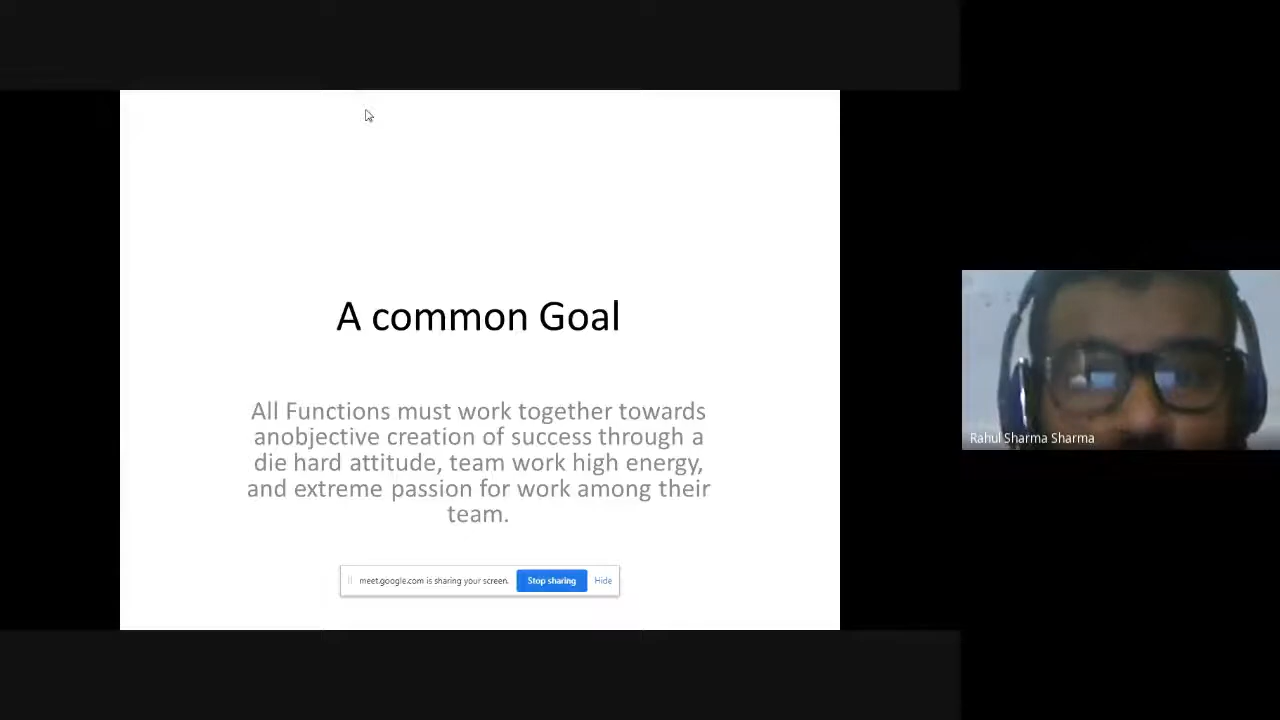 A common Goal
All Functions must work together towards
anobjective creation of success through a
die hard attitude, team work high energy,
and extreme passion for work among their
team.
meet.google.com is sharing your screen. Stop sharing Hide
Rahul Sharma Sharma